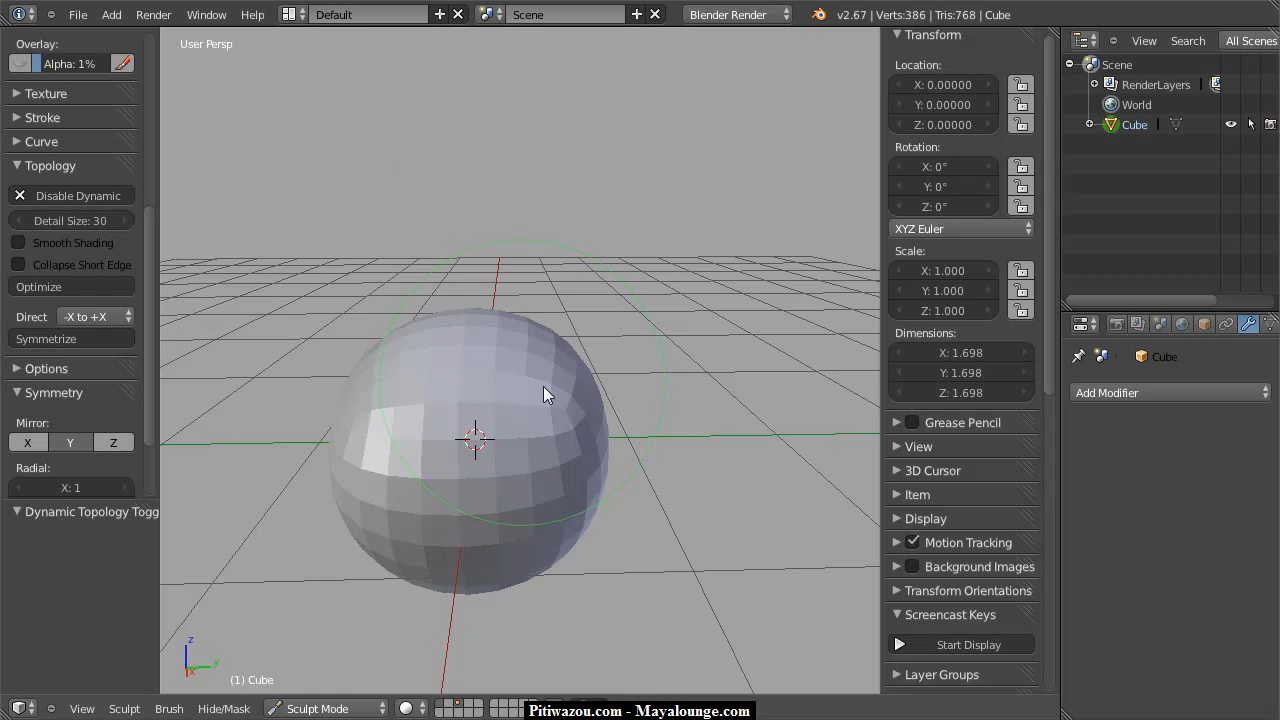 File Add Render Window Help Default Scene Blender Render v2.67 | Verts:386 | Tris:768 | Cube
Overlay:
Alpha: 1%
Texture
Stroke
Curve
Topology
Disable Dynamic
Detail Size: 30
Smooth Shading
Collapse Short Edge
Optimize
Direct -X to +X
Symmetrize
Options
Symmetry
Mirror:
X Y Z
Radial:
X: 1
Dynamic Topology Togg
User Persp
z
y
x
(1) Cube
Transform
Location:
X: 0.00000
Y: 0.00000
Z: 0.00000
Rotation:
X: 0°
Y: 0°
Z: 0°
XYZ Euler
Scale:
X: 1.000
Y: 1.000
Z: 1.000
Dimensions:
X: 1.698
Y: 1.698
Z: 1.698
Grease Pencil
View
3D Cursor
Item
Display
Motion Tracking
Background Images
Transform Orientations
Screencast Keys
Start Display
Layer Groups
View Search All Scenes
Scene
RenderLayers |
World
Cube |
Cube
Add Modifier
View Sculpt Brush Hide/Mask Sculpt Mode
Pitiwazou.com - Mayalounge.com